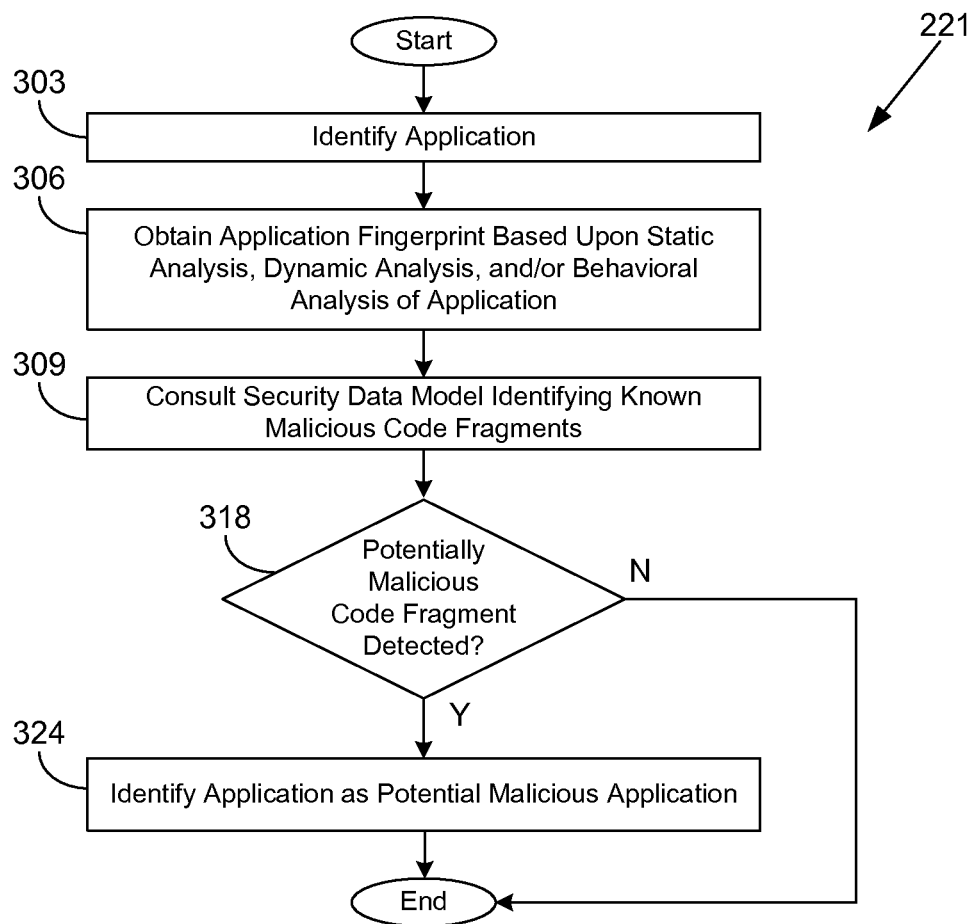 Start
221
303
Identify Application
306
Obtain Application Fingerprint Based Upon Static
Analysis, Dynamic Analysis, and/or Behavioral
Analysis of Application
309
Consult Security Data Model Identifying Known
Malicious Code Fragments
318
Potentially
Malicious
Code Fragment
Detected?
N
Y
324
Identify Application as Potential Malicious Application
End